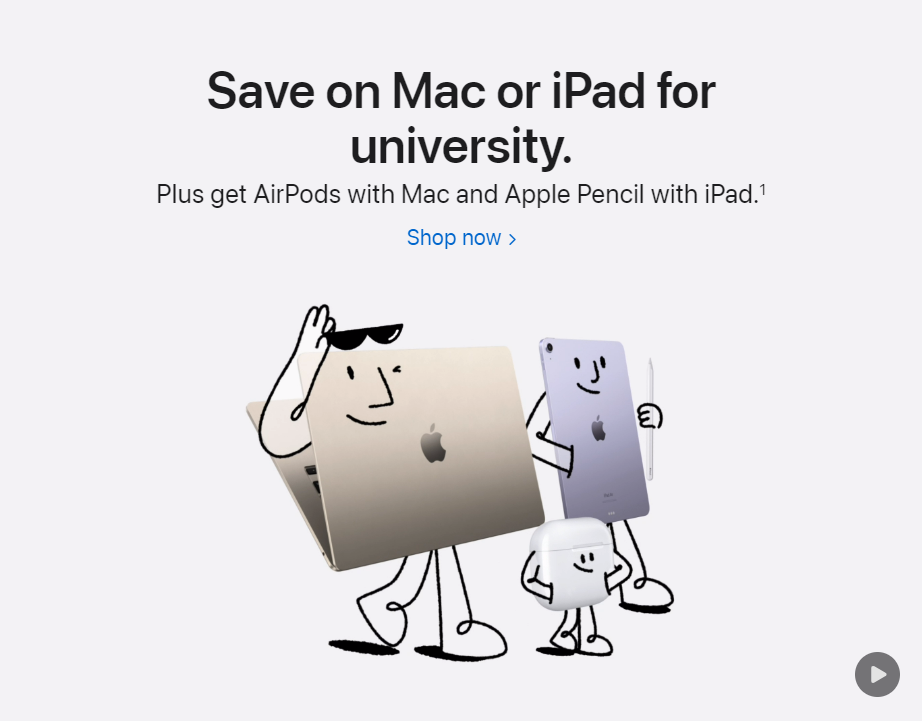 Save on Mac or iPad for
university.
Plus get AirPods with Mac and Apple Pencil with iPad.¹
Shop now >